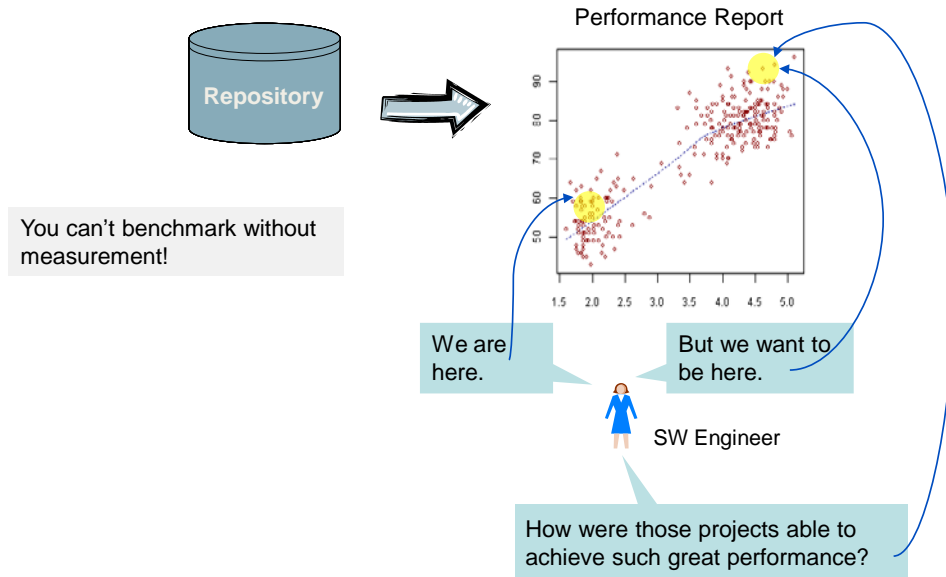 Performance Report
Repository
90
80
70
60
50
1.5 2.0 2.5 3.0 3.5 4.0 4.5 5.0
You can’t benchmark without
measurement!
We are
here.
But we want to
be here.
SW Engineer
How were those projects able to
achieve such great performance?